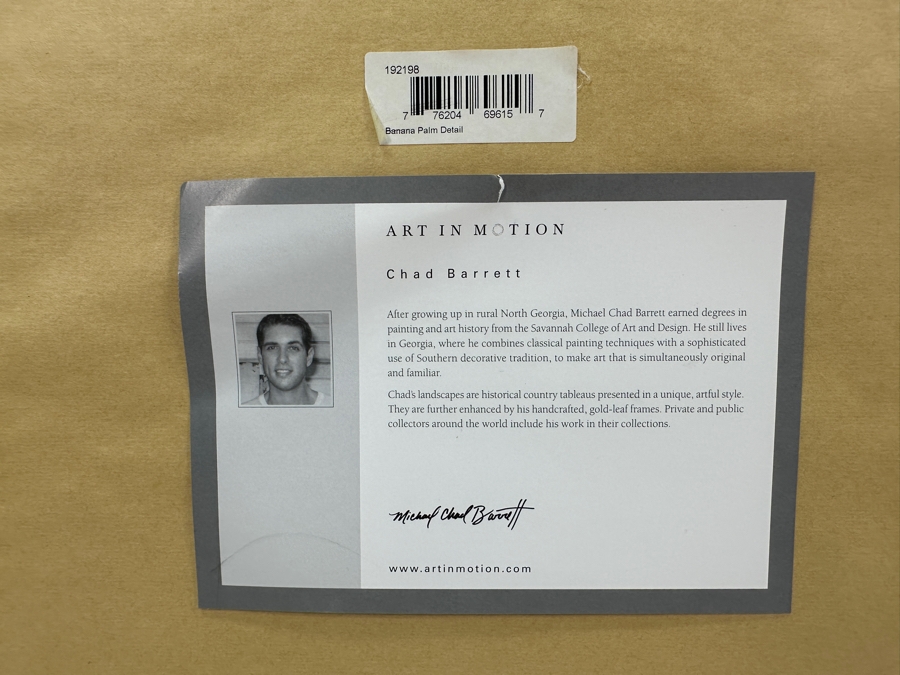 192198
7 76204 69615 7
Banana Palm Detail
ART IN MOTION
Chad Barrett
After growing up in rural North Georgia, Michael Chad Barrett earned degrees in
painting and art history from the Savannah College of Art and Design. He still lives
in Georgia, where he combines classical painting techniques with a sophisticated
use of Southern decorative tradition, to make art that is simultaneously original
and familiar.
Chad's landscapes are historical country tableaus presented in a unique, artful style.
They are further enhanced by his handcrafted, gold-leaf frames. Private and public
collectors around the world include his work in their collections.
Michael Chad Barrett
www.artinmotion.com